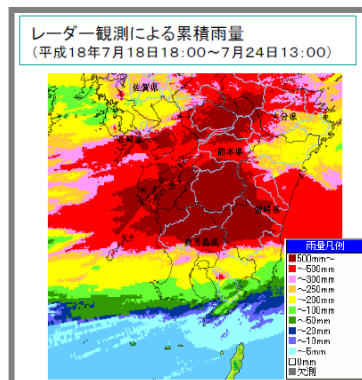 レーダー観測による累積雨量
(平成18年7月18日18:00～7月24日13:00)
佐賀県
大分県
長崎県
熊本県
宮崎県
鹿児島県
雨量凡例
500mm～
～500mm
～300mm
～250mm
～200mm
～100mm
～50mm
～20mm
～10mm
～5mm
0mm
欠測